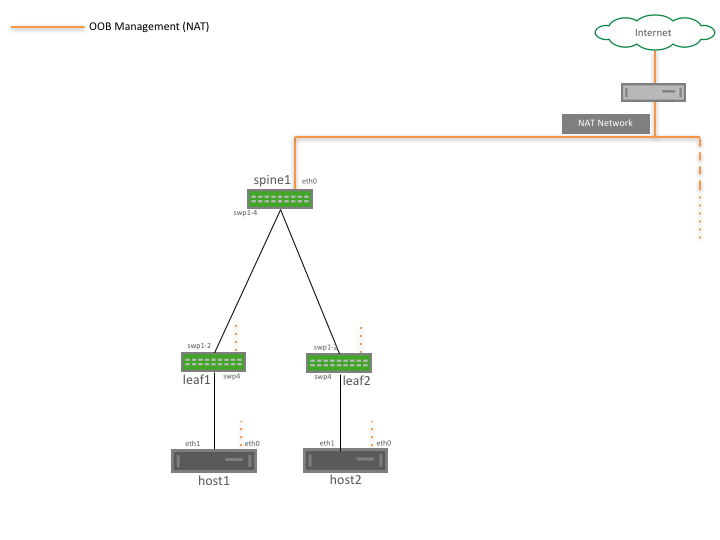 OOB Management (NAT)
Internet
NAT Network
spine1
eth0
swp1-4
swp1-2
swp1-2
leaf1
swp4
swp4
leaf2
eth1
eth0
eth1
eth0
host1
host2